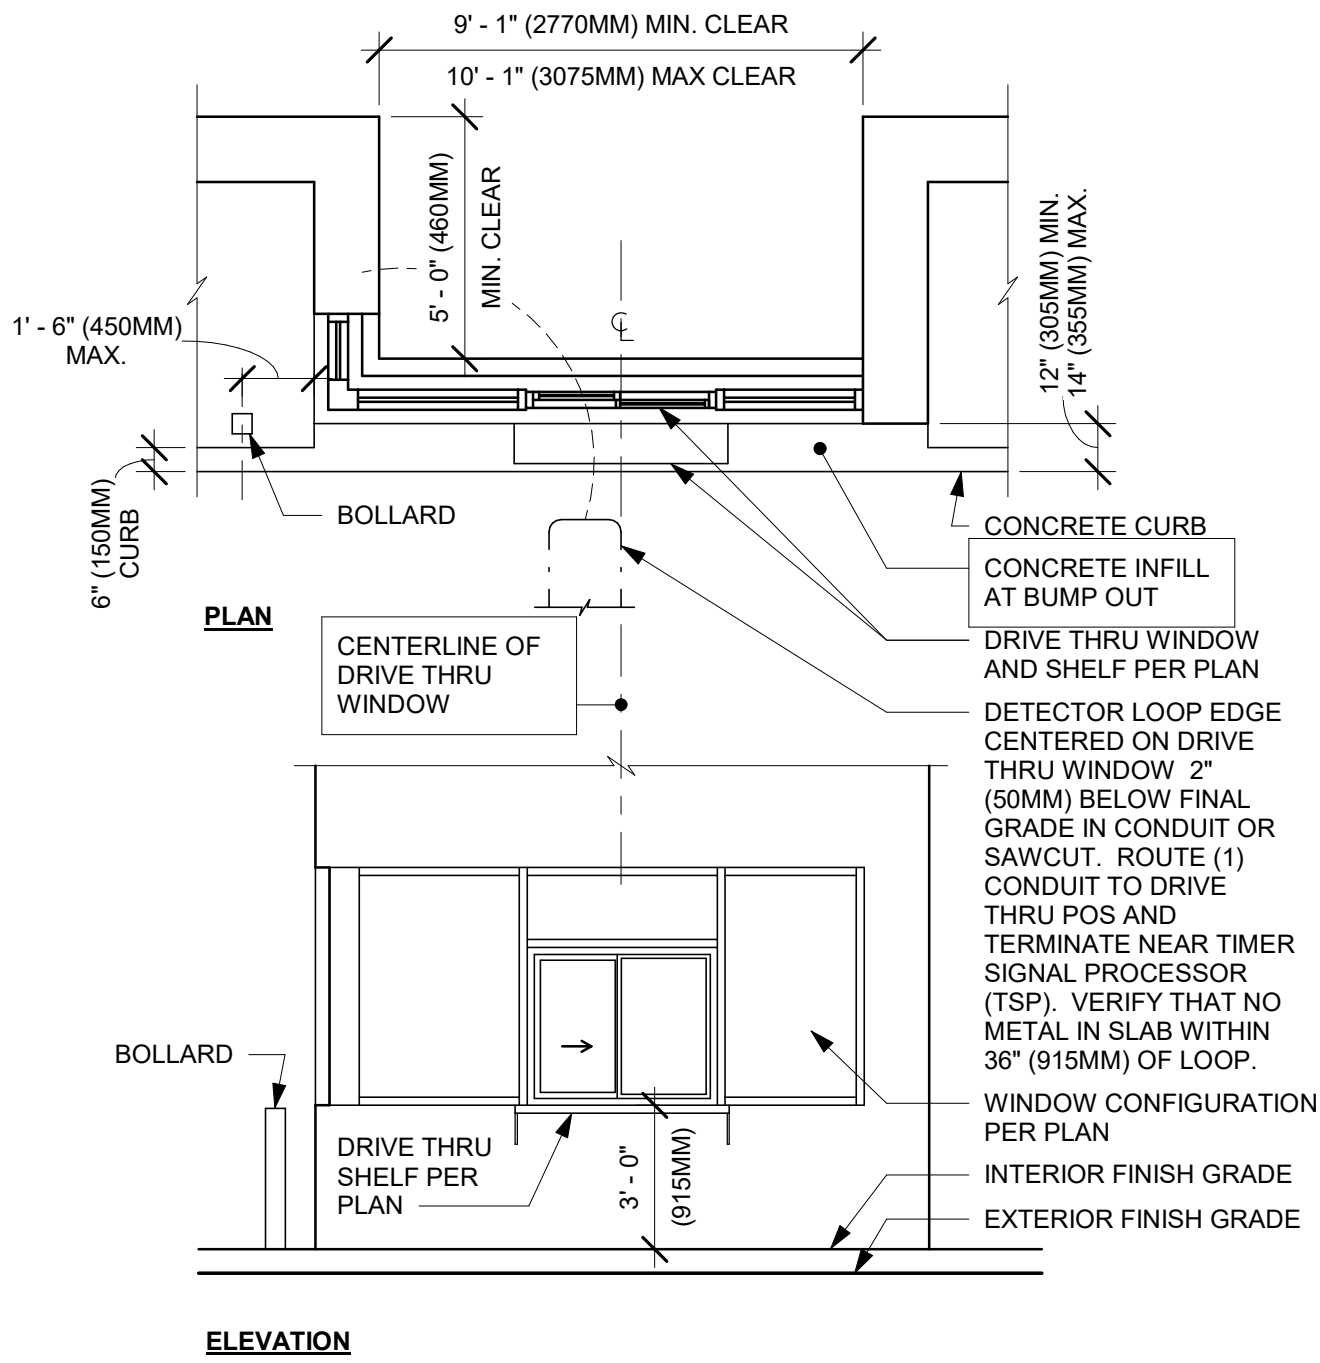 9' - 1" (2770MM) MIN. CLEAR
10' - 1" (3075MM) MAX CLEAR
5' - 0" (460MM)
MIN. CLEAR
12" (305MM) MIN.
14" (355MM) MAX.
1' - 6" (450MM)
MAX.
CL
6" (150MM)
CURB
BOLLARD
PLAN
CENTERLINE OF
DRIVE THRU
WINDOW
CONCRETE CURB
CONCRETE INFILL
AT BUMP OUT
DRIVE THRU WINDOW
AND SHELF PER PLAN
DETECTOR LOOP EDGE
CENTERED ON DRIVE
THRU WINDOW 2"
(50MM) BELOW FINAL
GRADE IN CONDUIT OR
SAWCUT. ROUTE (1)
CONDUIT TO DRIVE
THRU POS AND
TERMINATE NEAR TIMER
SIGNAL PROCESSOR
(TSP). VERIFY THAT NO
METAL IN SLAB WITHIN
36" (915MM) OF LOOP.
WINDOW CONFIGURATION
PER PLAN
INTERIOR FINISH GRADE
EXTERIOR FINISH GRADE
BOLLARD
DRIVE THRU
SHELF PER
PLAN
3' - 0"
(915MM)
ELEVATION